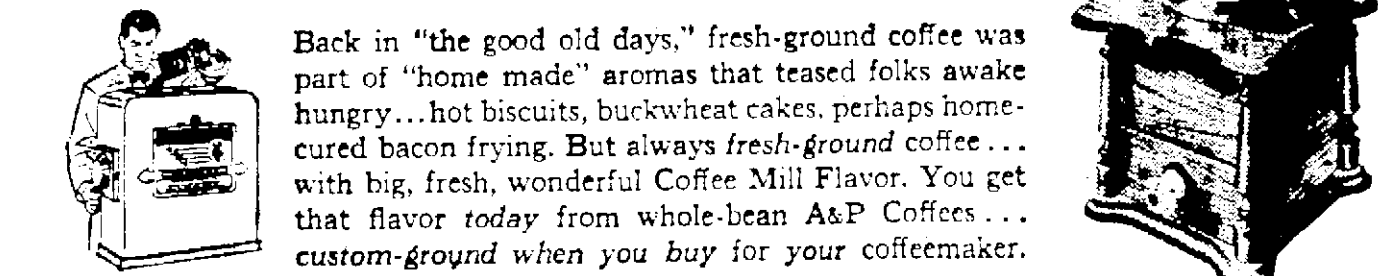 Back in "the good old days," fresh-ground coffee was
part of "home made" aromas that teased folks awake
hungry...hot biscuits, buckwheat cakes, perhaps home-
cured bacon frying. But always fresh-ground coffee...
with big, fresh, wonderful Coffee Mill Flavor. You get
that flavor today from whole-bean A&P Coffees...
custom-ground when you buy for your coffeemaker.